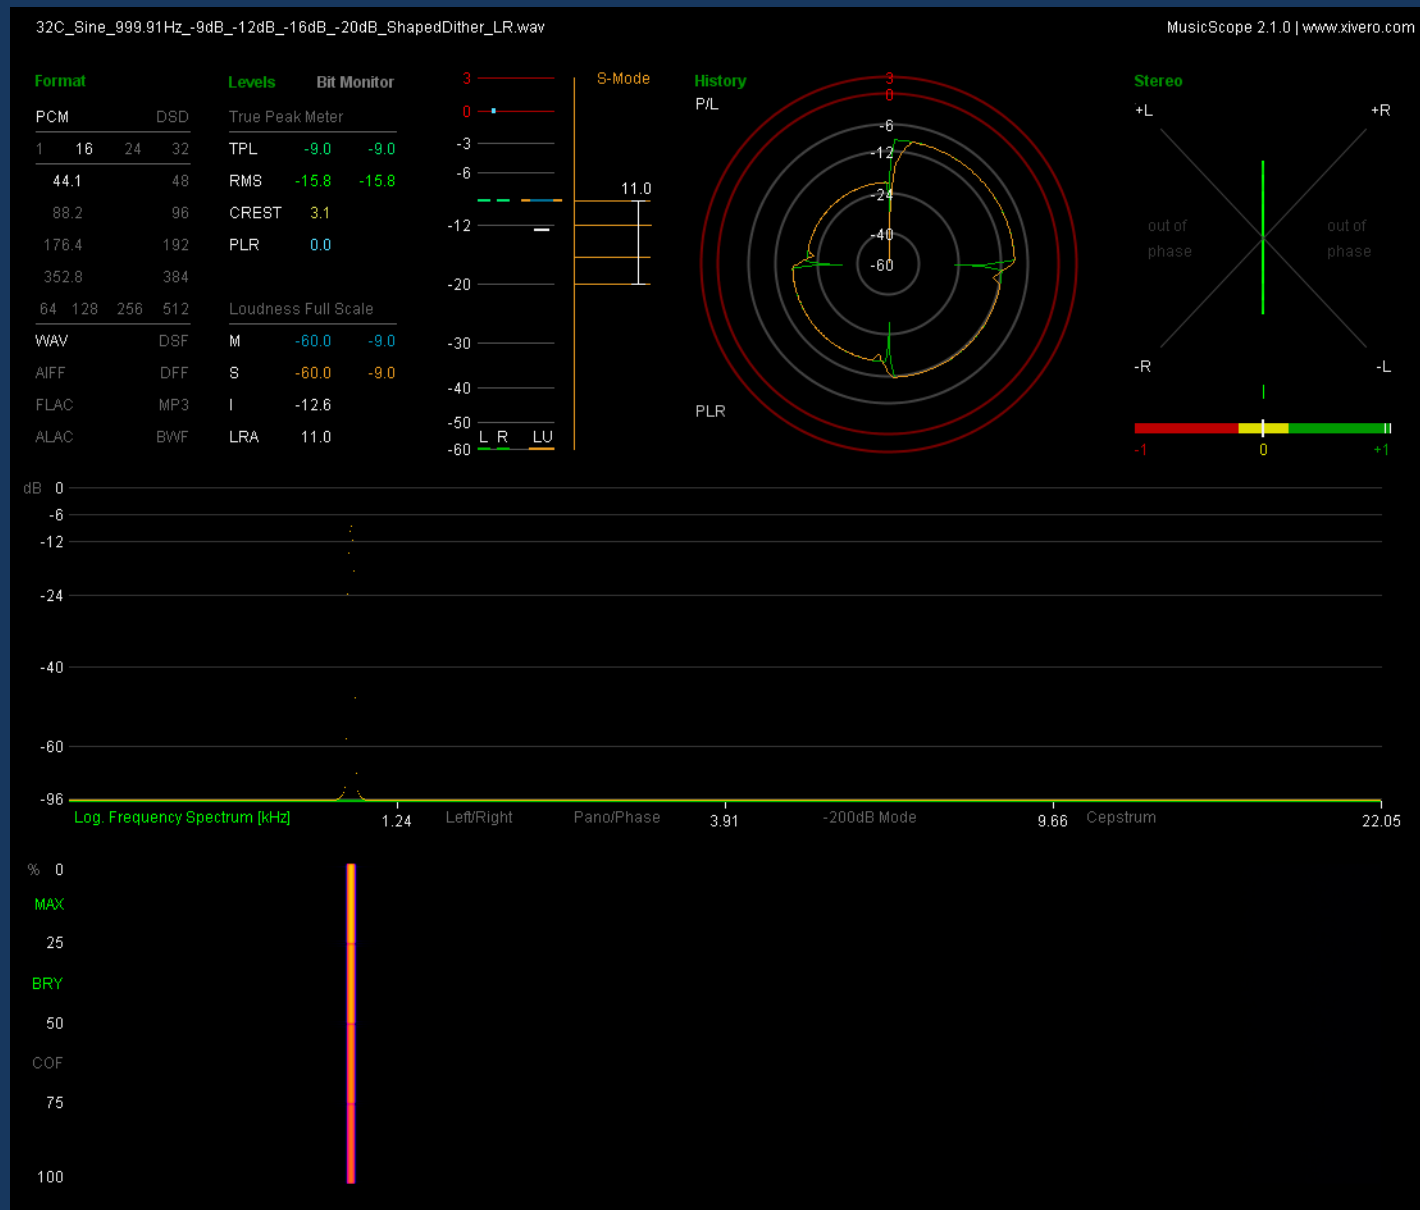 32C_Sine_999.91Hz_-9dB_-12dB_-16dB_-20dB_ShapedDither_LR.wav
MusicScope 2.1.0 | www.xivero.com
Format
PCM DSD
1 16 24 32
44.1 48
88.2 96
176.4 192
352.8 384
64 128 256 512
WAV DSF
AIFF DFF
FLAC MP3
ALAC BWF
Levels Bit Monitor
True Peak Meter
TPL -9.0 -9.0
RMS -15.8 -15.8
CREST 3.1
PLR 0.0
Loudness Full Scale
M -60.0 -9.0
S -60.0 -9.0
I -12.6
LRA 11.0
3
0
-3
-6
-12
-20
-30
-40
-50
-60
L R LU
S-Mode
11.0
History
P/L
3
0
-6
-12
-24
-40
-60
PLR
Stereo
+L +R
out of phase
out of phase
-R -L
-1 0 +1
dB 0
-6
-12
-24
-40
-60
-96
Log. Frequency Spectrum [kHz] 1.24 Left/Right Pano/Phase 3.91 -200dB Mode 9.66 Cepstrum 22.05
% 0
MAX
25
BRY
50
COF
75
100